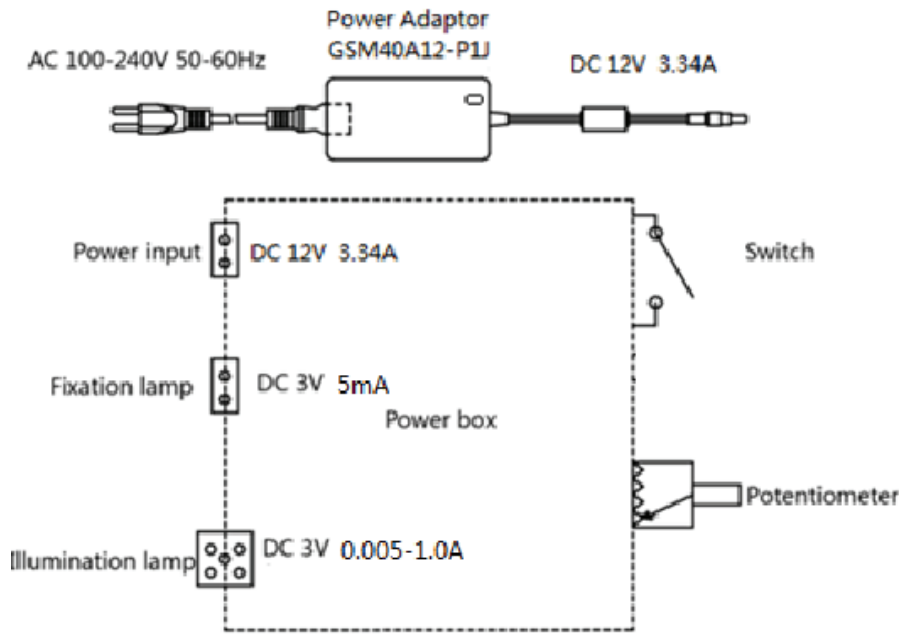 Power Adaptor
GSM40A12-P1J
AC 100-240V 50-60Hz
DC 12V 3.34A
Power input
DC 12V 3.34A
Switch
Fixation lamp
DC 3V 5mA
Power box
Potentiometer
Illumination lamp
DC 3V 0.005-1.0A